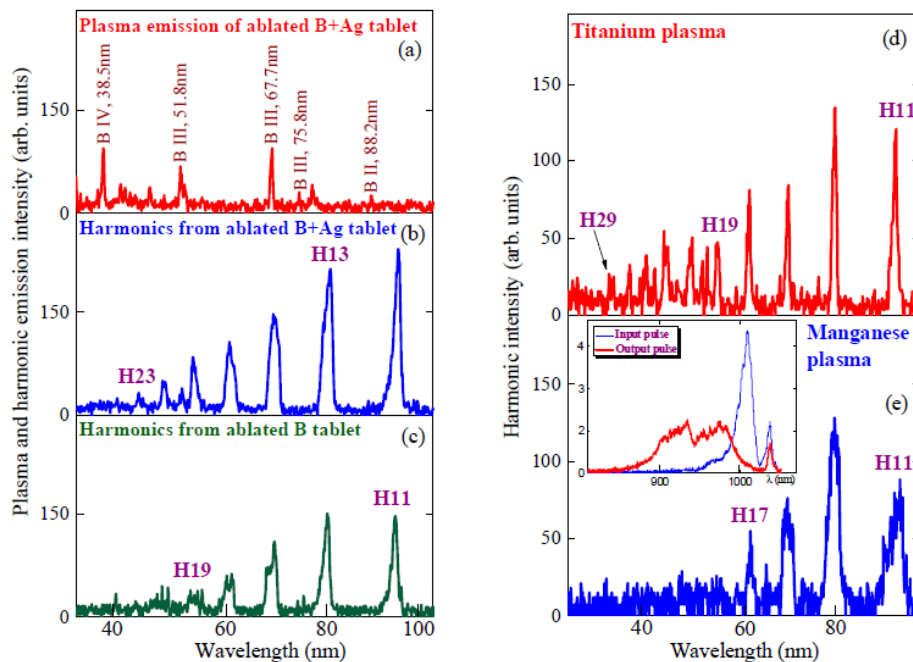 Plasma emission of ablated B+Ag tablet
(a)
B IV, 38.5nm
B III, 51.8nm
B III, 67.7nm
B III, 75.8nm
B II, 88.2nm
150
0
Harmonics from ablated B+Ag tablet
(b)
H13
H23
150
0
Harmonics from ablated B tablet
(c)
H11
H19
150
0
40
60
80
100
Wavelength (nm)
Plasma and harmonic emission intensity (arb. units)
Titanium plasma
(d)
H11
H19
H29
150
100
50
0
Input pulse
Output pulse
4
2
0
900
1000
λ (nm)
Manganese
plasma
(e)
H11
H17
150
100
50
0
40
60
80
Wavelength (nm)
Harmonic intensity (arb. units)